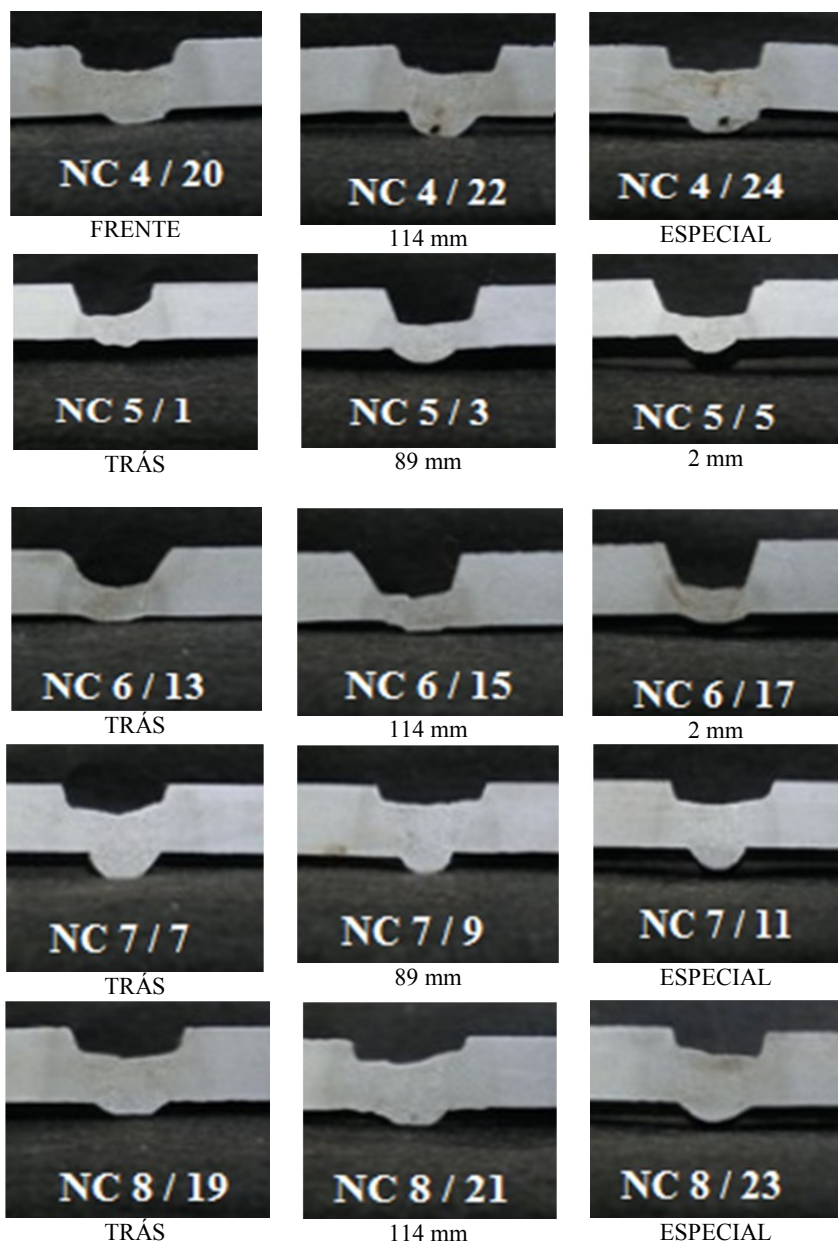 NC 4 / 20
NC 4 / 22
NC 4 / 24
FRENTE
114 mm
ESPECIAL
NC 5 / 1
NC 5 / 3
NC 5 / 5
TRÁS
89 mm
2 mm
NC 6 / 13
NC 6 / 15
NC 6 / 17
TRÁS
114 mm
2 mm
NC 7 / 7
NC 7 / 9
NC 7 / 11
TRÁS
89 mm
ESPECIAL
NC 8 / 19
NC 8 / 21
NC 8 / 23
TRÁS
114 mm
ESPECIAL